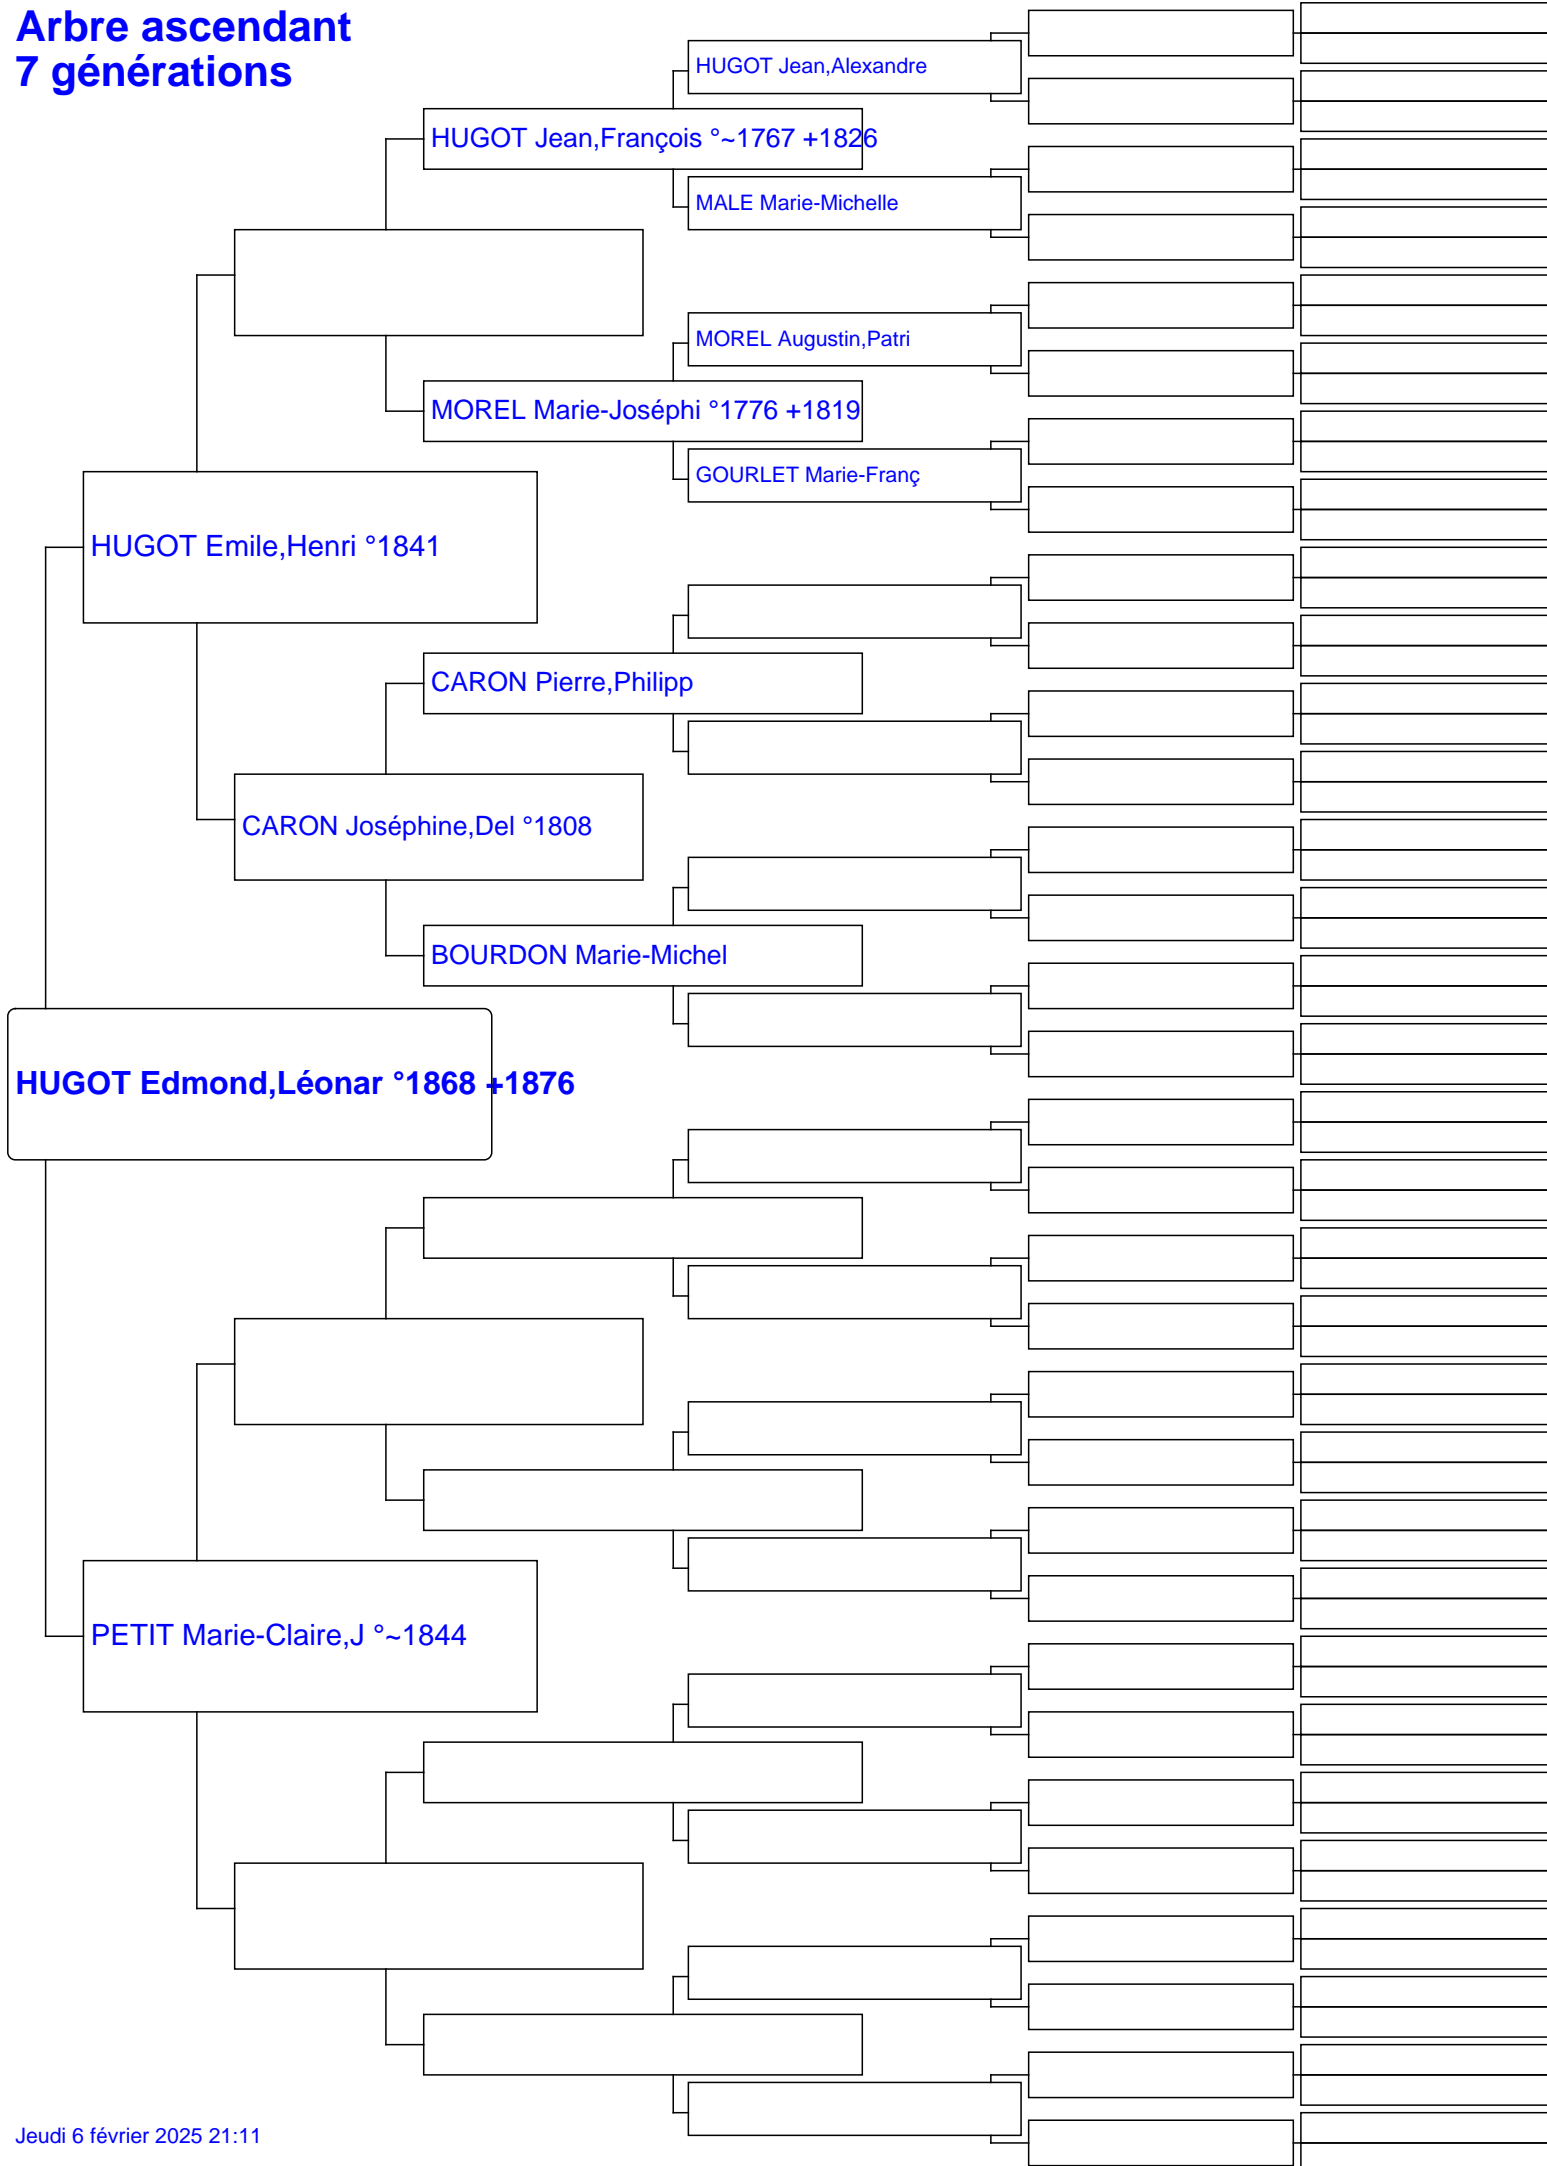 Arbre ascendant
7 générations
HUGOT Jean,Alexandre
HUGOT Jean,François °~1767 +1826
MALE Marie-Michelle
MOREL Augustin,Patri
MOREL Marie-Joséphi °1776 +1819
GOURLET Marie-Franç
HUGOT Emile,Henri °1841
CARON Pierre,Philipp
CARON Joséphine,Del °1808
BOURDON Marie-Michel
HUGOT Edmond,Léonar °1868 +1876
PETIT Marie-Claire,J °~1844
Jeudi 6 février 2025 21:11